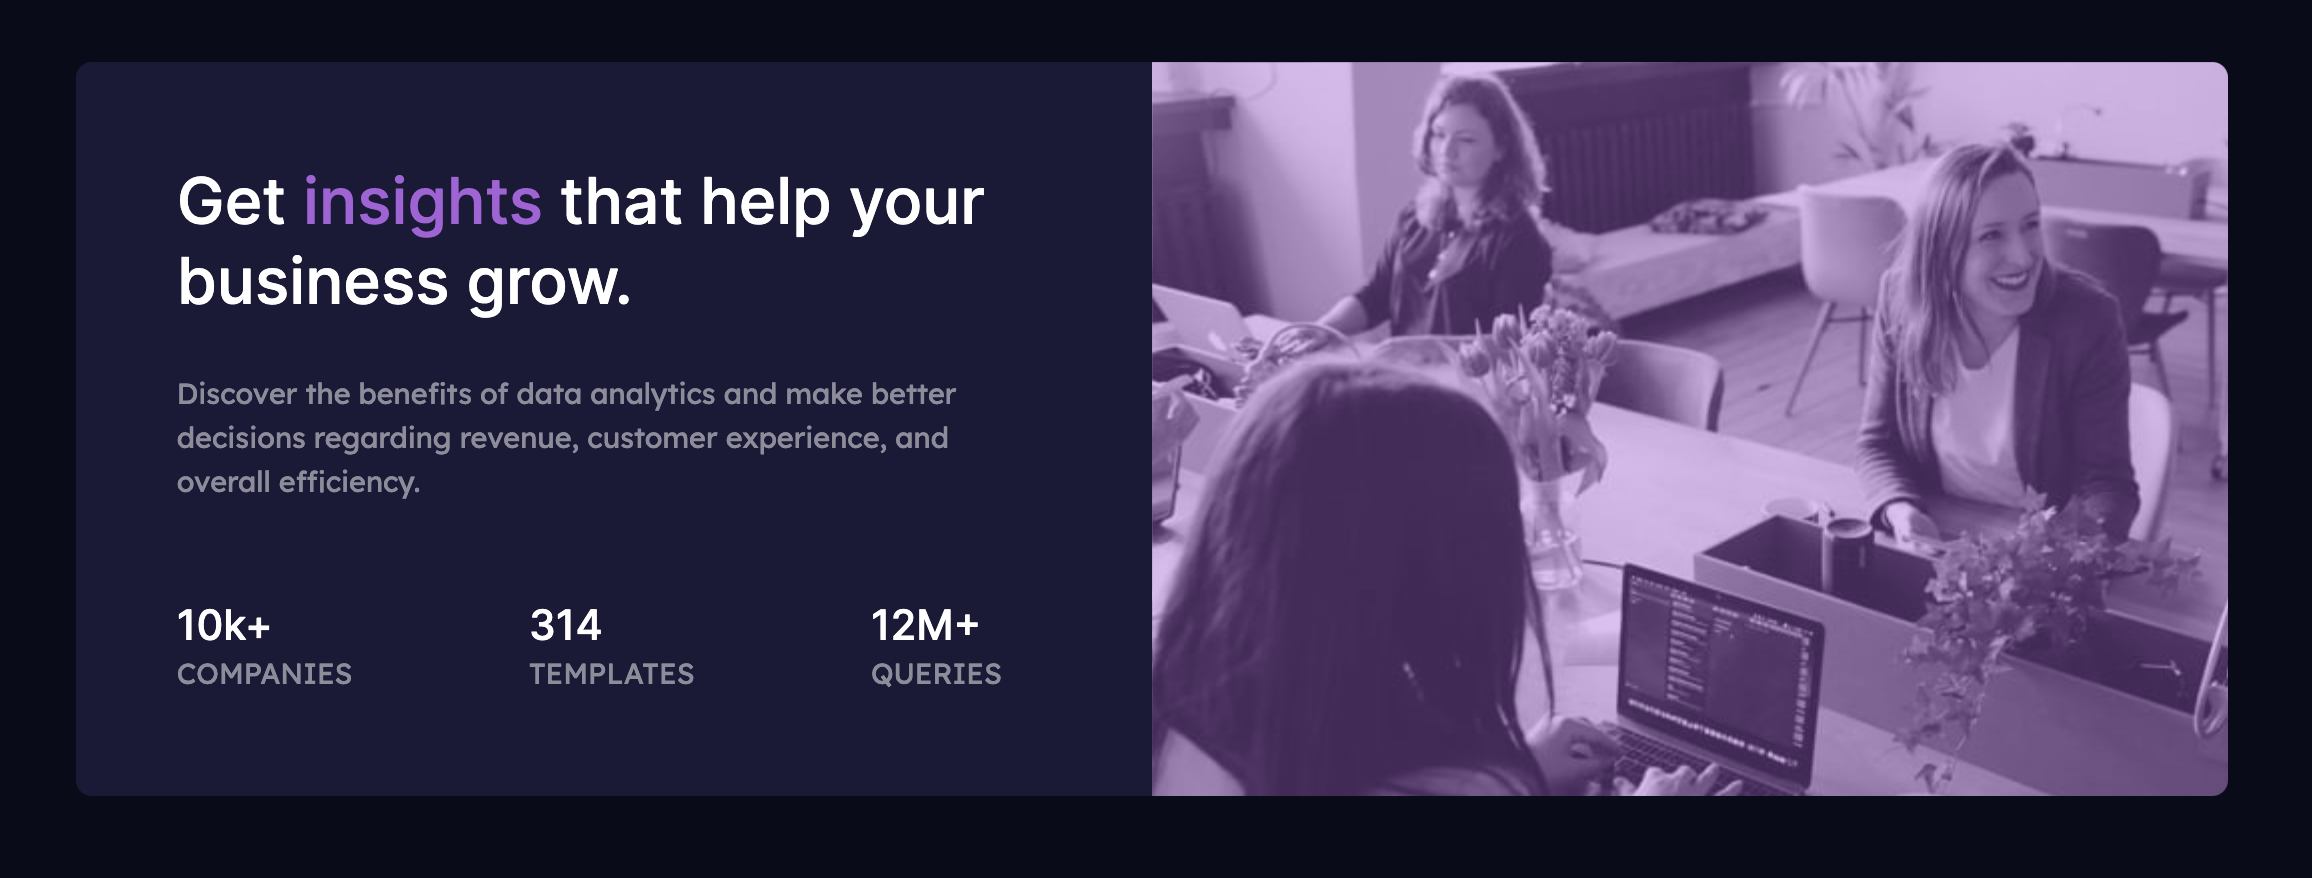 Get insights that help your
business grow.
Discover the benefits of data analytics and make better
decisions regarding revenue, customer experience, and
overall efficiency.
10k+
COMPANIES
314
TEMPLATES
12M+
QUERIES